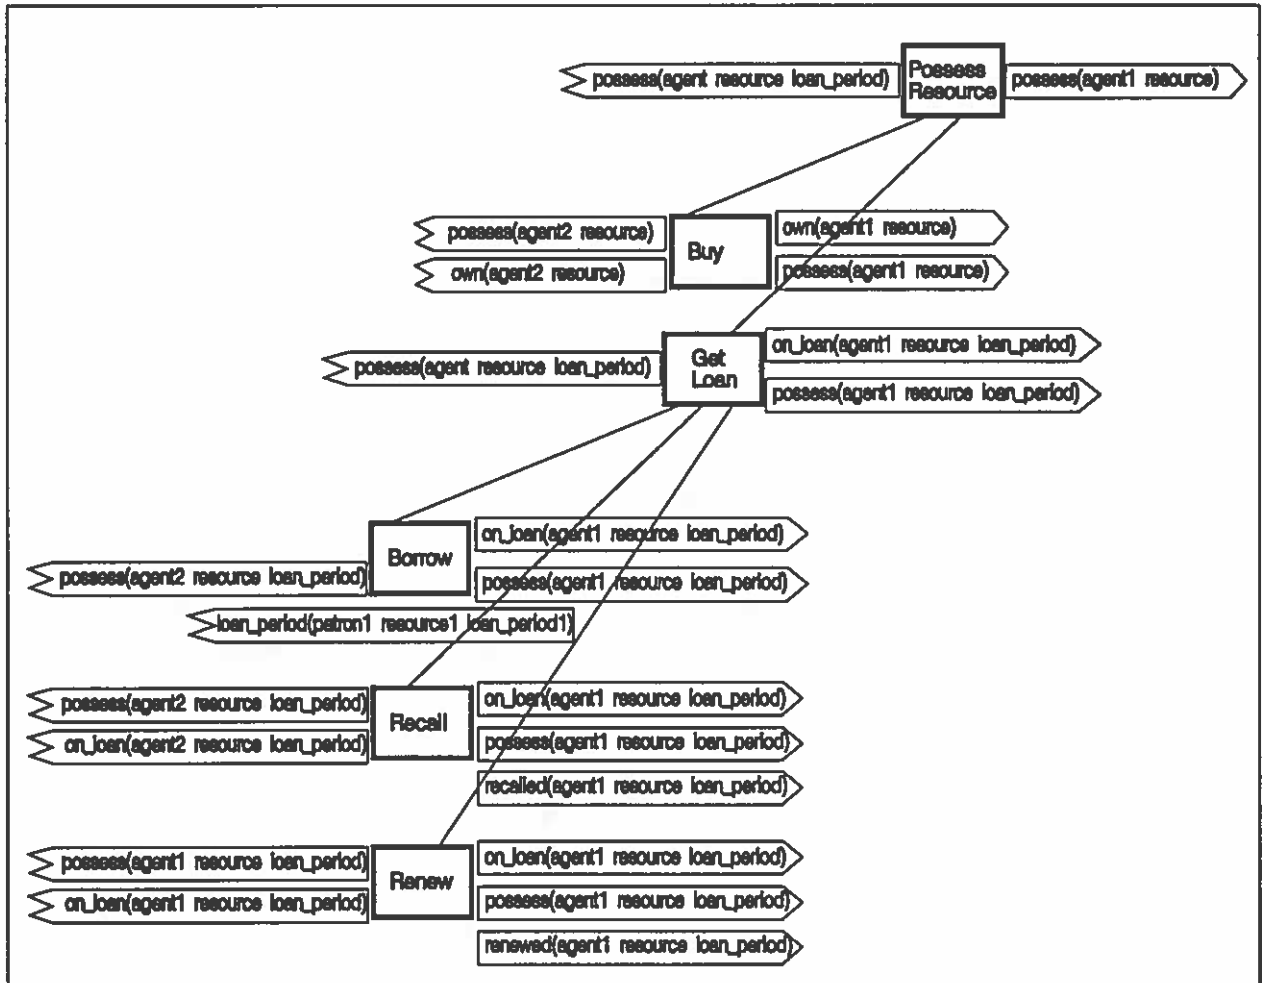 possess(agent resource loan_period)
Possess
Resource
possess(agent1 resource)
possess(agent2 resource)
own(agent2 resource)
Buy
own(agent1 resource)
possess(agent1 resource)
possess(agent resource loan_period)
Get
Loan
on_loan(agent1 resource loan_period)
possess(agent1 resource loan_period)
possess(agent2 resource loan_period)
Borrow
on_loan(agent1 resource loan_period)
possess(agent1 resource loan_period)
loan_period(patron1 resource1 loan_period1)
possess(agent2 resource loan_period)
on_loan(agent2 resource loan_period)
Recall
on_loan(agent1 resource loan_period)
possess(agent1 resource loan_period)
recalled(agent1 resource loan_period)
possess(agent1 resource loan_period)
on_loan(agent1 resource loan_period)
Renew
on_loan(agent1 resource loan_period)
possess(agent1 resource loan_period)
renewed(agent1 resource loan_period)